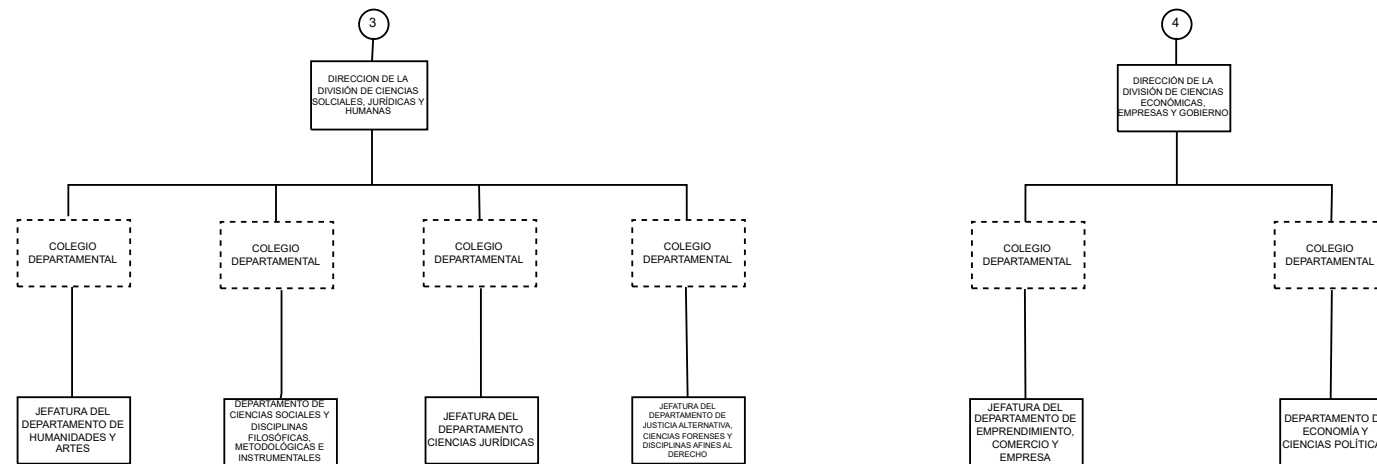 3
DIRECCION DE LA
DIVISIÓN DE CIENCIAS
SOLCIALES, JURÍDICAS Y
HUMANAS
COLEGIO
DEPARTAMENTAL
COLEGIO
DEPARTAMENTAL
COLEGIO
DEPARTAMENTAL
COLEGIO
DEPARTAMENTAL
JEFATURA DEL
DEPARTAMENTO DE
HUMANIDADES Y
ARTES
DEPARTAMENTO DE
CIENCIAS SOCIALES Y
DISCIPLINAS
FILOSÓFICAS,
METODOLÓGICAS E
INSTRUMENTALES
JEFATURA DEL
DEPARTAMENTO
CIENCIAS JURÍDICAS
JEFATURA DEL
DEPARTAMENTO DE
JUSTICIA ALTERNATIVA,
CIENCIAS FORENSES Y
DISCIPLINAS AFINES AL
DERECHO
4
DIRECCIÓN DE LA
DIVISIÓN DE CIENCIAS
ECONÓMICAS,
EMPRESAS Y GOBIERNO
COLEGIO
DEPARTAMENTAL
COLEGIO
DEPARTAMENTAL
JEFATURA DEL
DEPARTAMENTO DE
EMPRENDIMIENTO,
COMERCIO Y
EMPRESA
DEPARTAMENTO
ECONOMÍA Y
CIENCIAS